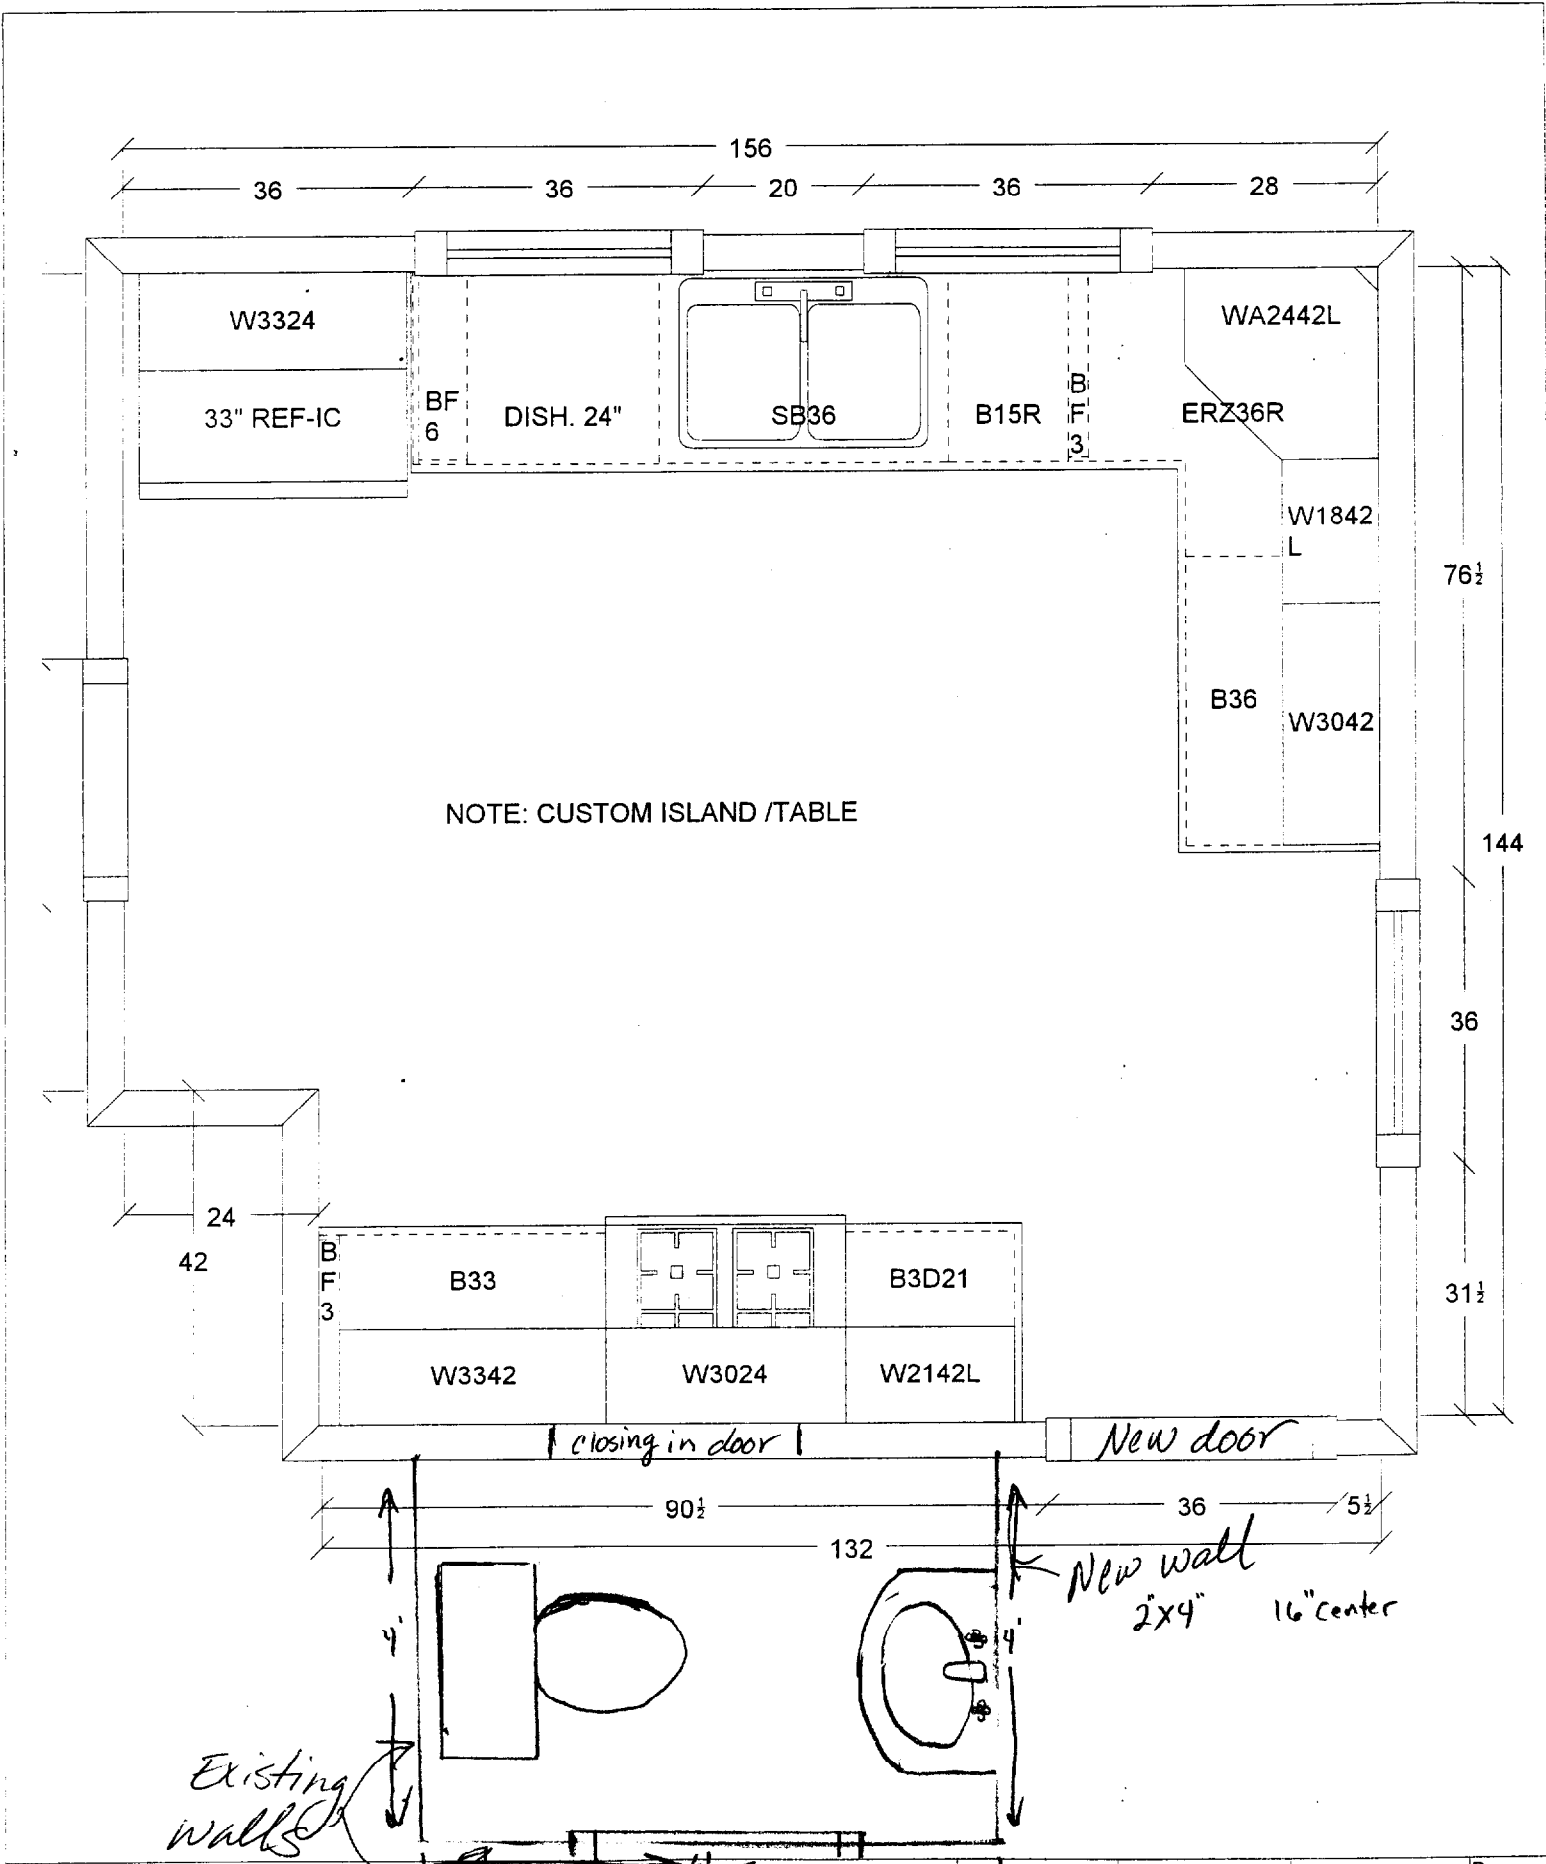 156
36 36 20 36 28
W3324
33" REF-IC
BF
6
DISH. 24"
SB36
B15R
B
F
3
WA2442L
ERZ36R
W1842
L
76½
B36
W3042
NOTE: CUSTOM ISLAND /TABLE
144
36
24
42
B
F
3
B33
B3D21
31½
W3342
W3024
W2142L
closing in door
New door
90½
36
5½
132
New wall
2"x4" 16" center
4'
4'
Existing
walls